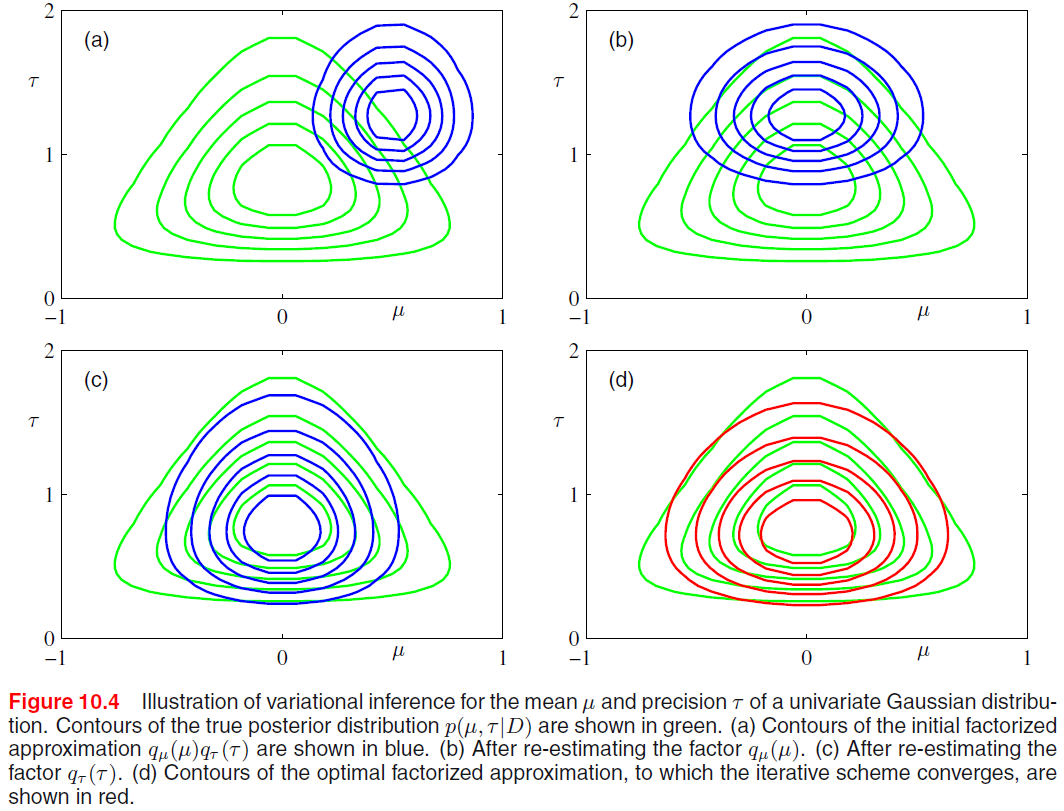 2
(a)
τ
1
0
−1
0
μ
1
2
(b)
τ
1
0
−1
0
μ
1
2
(c)
τ
1
0
−1
0
μ
1
2
(d)
τ
1
0
−1
0
μ
1
Figure 10.4 Illustration of variational inference for the mean μ and precision τ of a univariate Gaussian distribu-
tion. Contours of the true posterior distribution p(μ, τ|D) are shown in green. (a) Contours of the initial factorized
approximation qμ(μ)qτ(τ) are shown in blue. (b) After re-estimating the factor qμ(μ). (c) After re-estimating the
factor qτ(τ). (d) Contours of the optimal factorized approximation, to which the iterative scheme converges, are
shown in red.